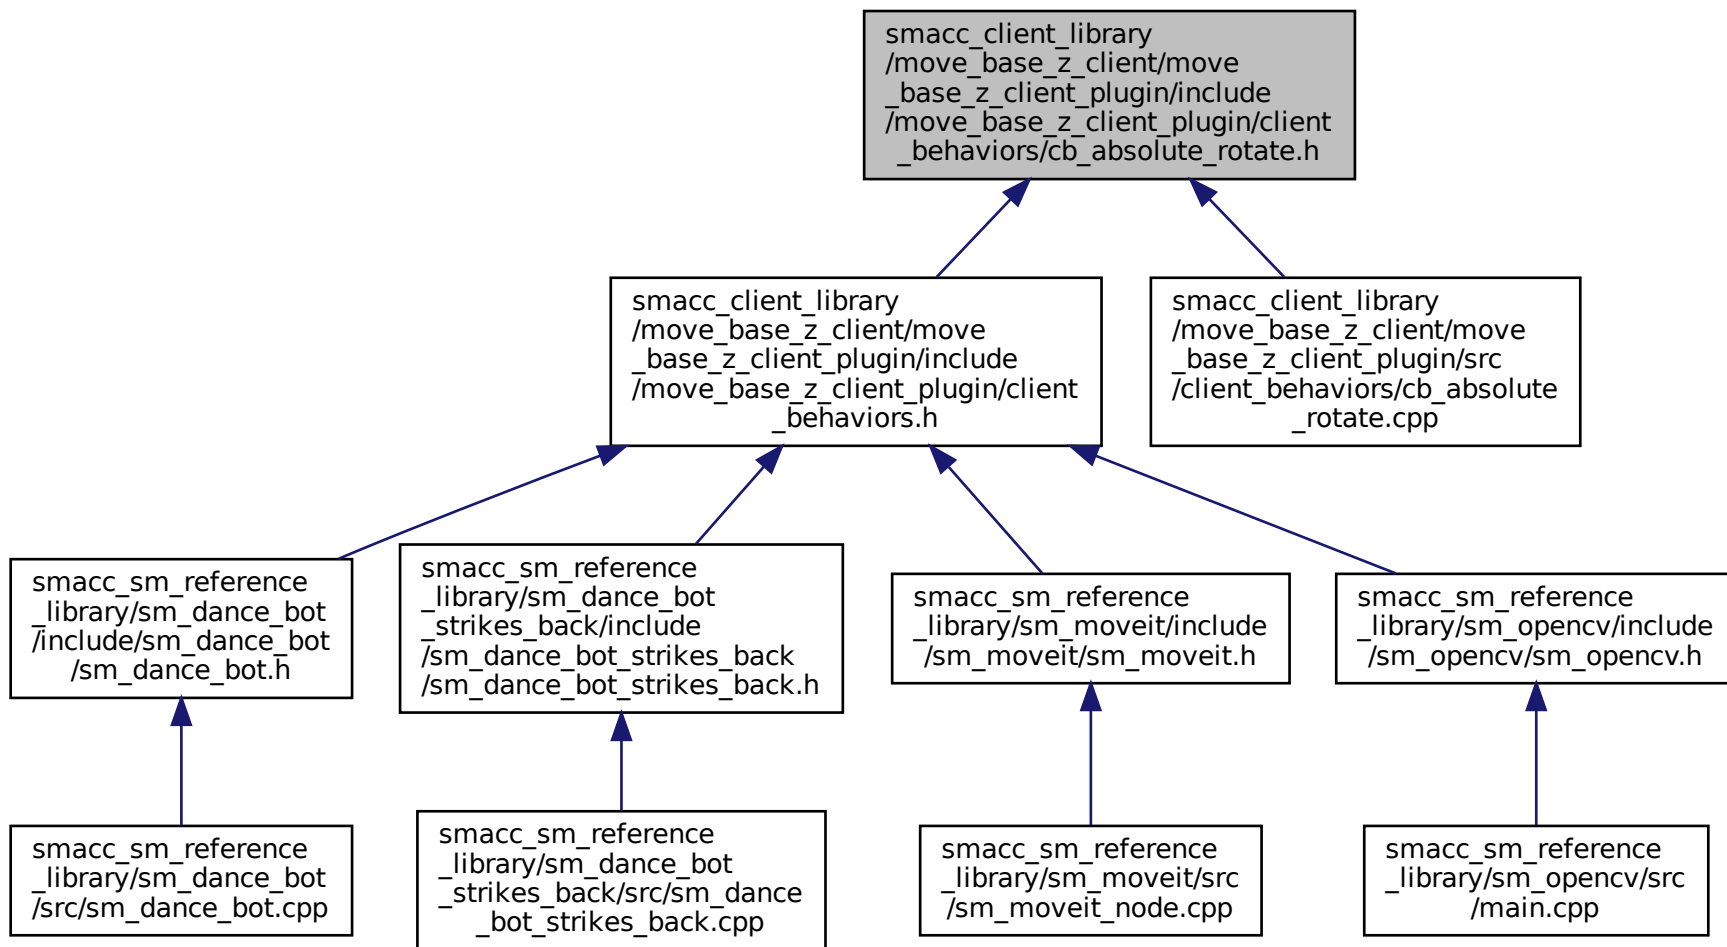 smacc_client_library
/move_base_z_client/move
_base_z_client_plugin/include
/move_base_z_client_plugin/client
_behaviors/cb_absolute_rotate.h
smacc_client_library
/move_base_z_client/move
_base_z_client_plugin/include
/move_base_z_client_plugin/client
_behaviors.h
smacc_client_library
/move_base_z_client/move
_base_z_client_plugin/src
/client_behaviors/cb_absolute
_rotate.cpp
smacc_sm_reference
_library/sm_dance_bot
/include/sm_dance_bot
/sm_dance_bot.h
smacc_sm_reference
_library/sm_dance_bot
_strikes_back/include
/sm_dance_bot_strikes_back
/sm_dance_bot_strikes_back.h
smacc_sm_reference
_library/sm_moveit/include
/sm_moveit/sm_moveit.h
smacc_sm_reference
_library/sm_opencv/include
/sm_opencv/sm_opencv.h
smacc_sm_reference
_library/sm_dance_bot
/src/sm_dance_bot.cpp
smacc_sm_reference
_library/sm_dance_bot
_strikes_back/src/sm_dance
_bot_strikes_back.cpp
smacc_sm_reference
_library/sm_moveit/src
/sm_moveit_node.cpp
smacc_sm_reference
_library/sm_opencv/src
/main.cpp